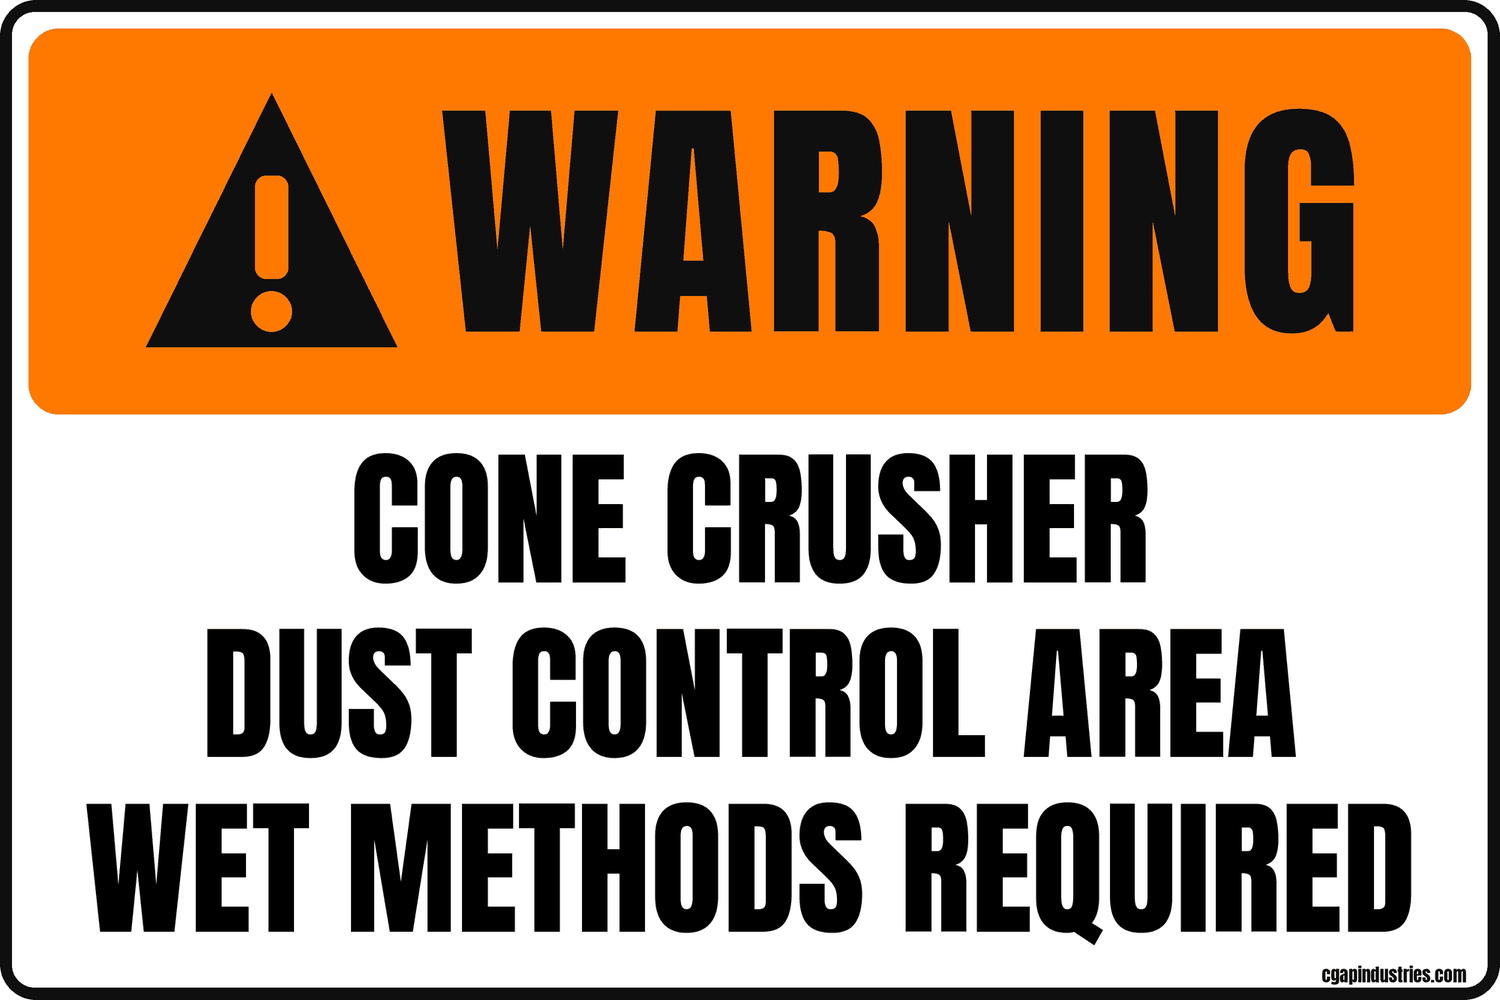 WARNING
CONE CRUSHER
DUST CONTROL AREA
WET METHODS REQUIRED
cgapindustries.com